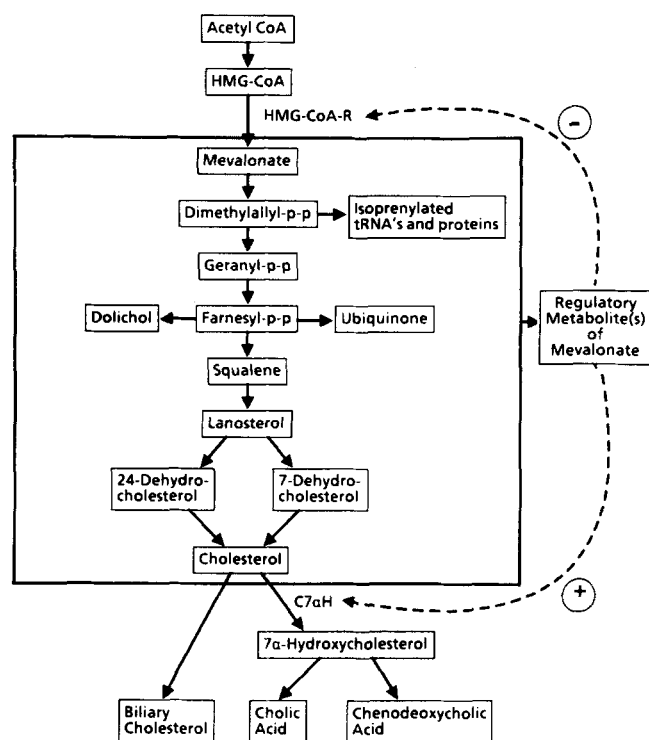 Acetyl CoA
HMG-CoA
HMG-CoA-R
−
Mevalonate
Dimethylallyl-p-p
Isoprenylated
tRNA's and proteins
Geranyl-p-p
Dolichol
Farnesyl-p-p
Ubiquinone
Regulatory
Metabolite(s)
of
Mevalonate
Squalene
Lanosterol
24-Dehydro-
cholesterol
7-Dehydro-
cholesterol
Cholesterol
C7αH
+
7α-Hydroxycholesterol
Biliary
Cholesterol
Cholic
Acid
Chenodeoxycholic
Acid